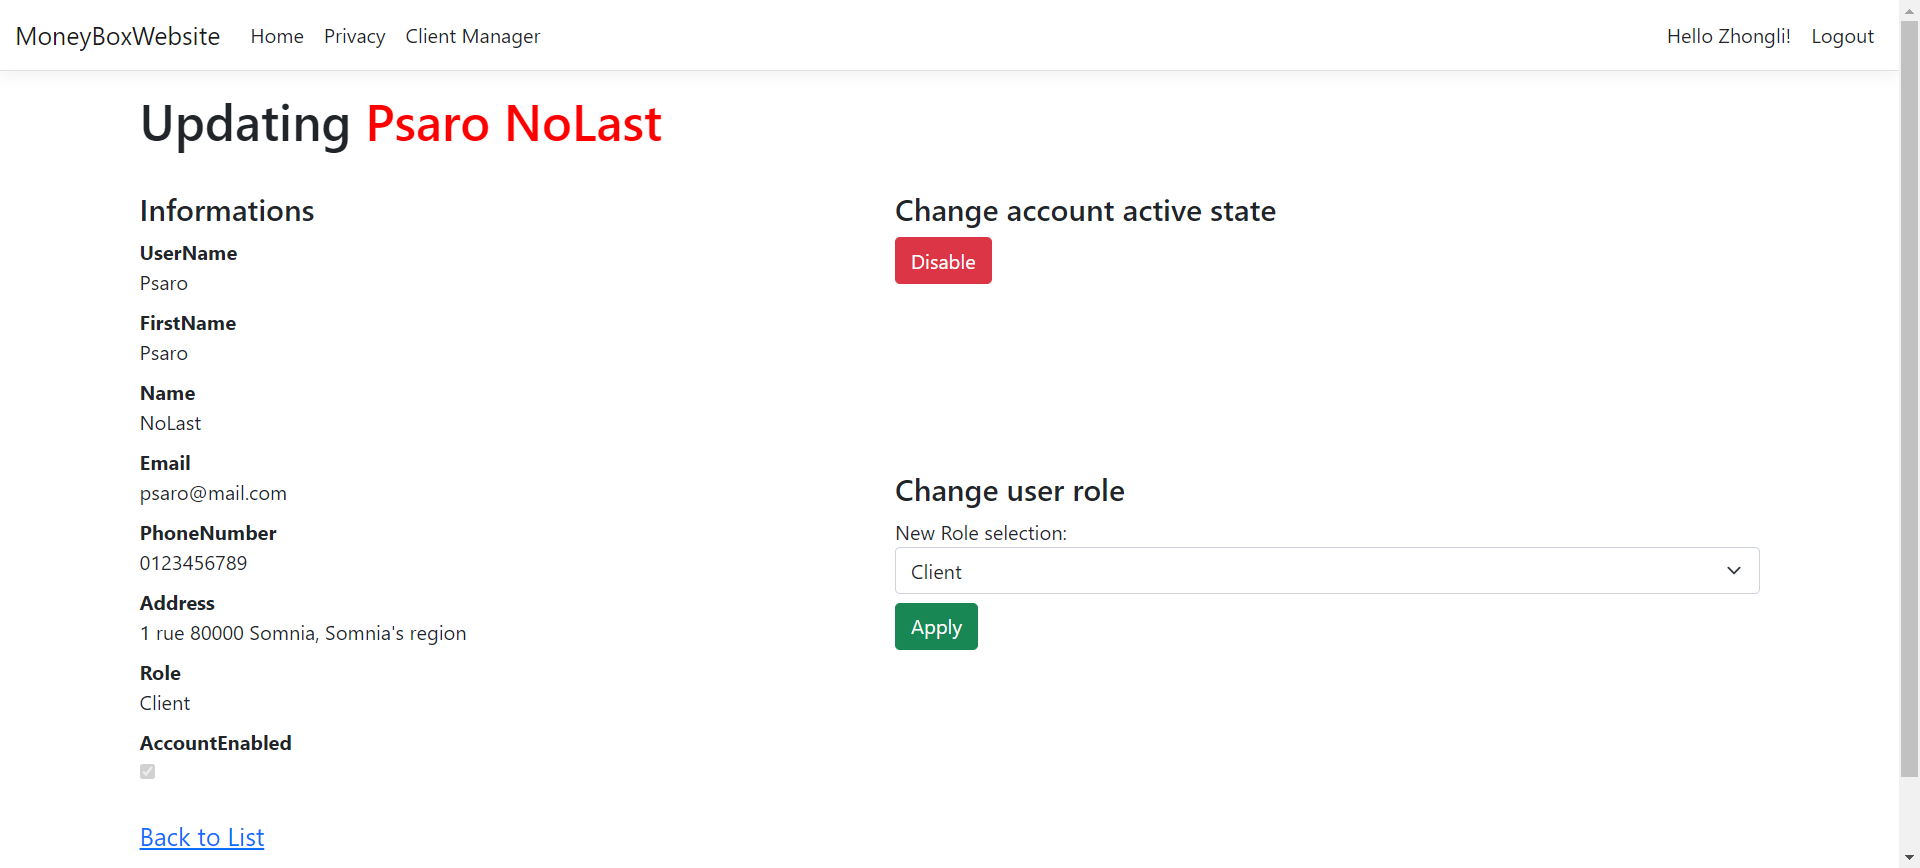 MoneyBoxWebsite Home Privacy Client Manager Hello Zhongli! Logout
Updating Psaro NoLast
Informations
UserName
Psaro
FirstName
Psaro
Name
NoLast
Email
psaro@mail.com
PhoneNumber
0123456789
Address
1 rue 80000 Somnia, Somnia's region
Role
Client
AccountEnabled
Change account active state
Disable
Change user role
New Role selection:
Client
Apply
Back to List